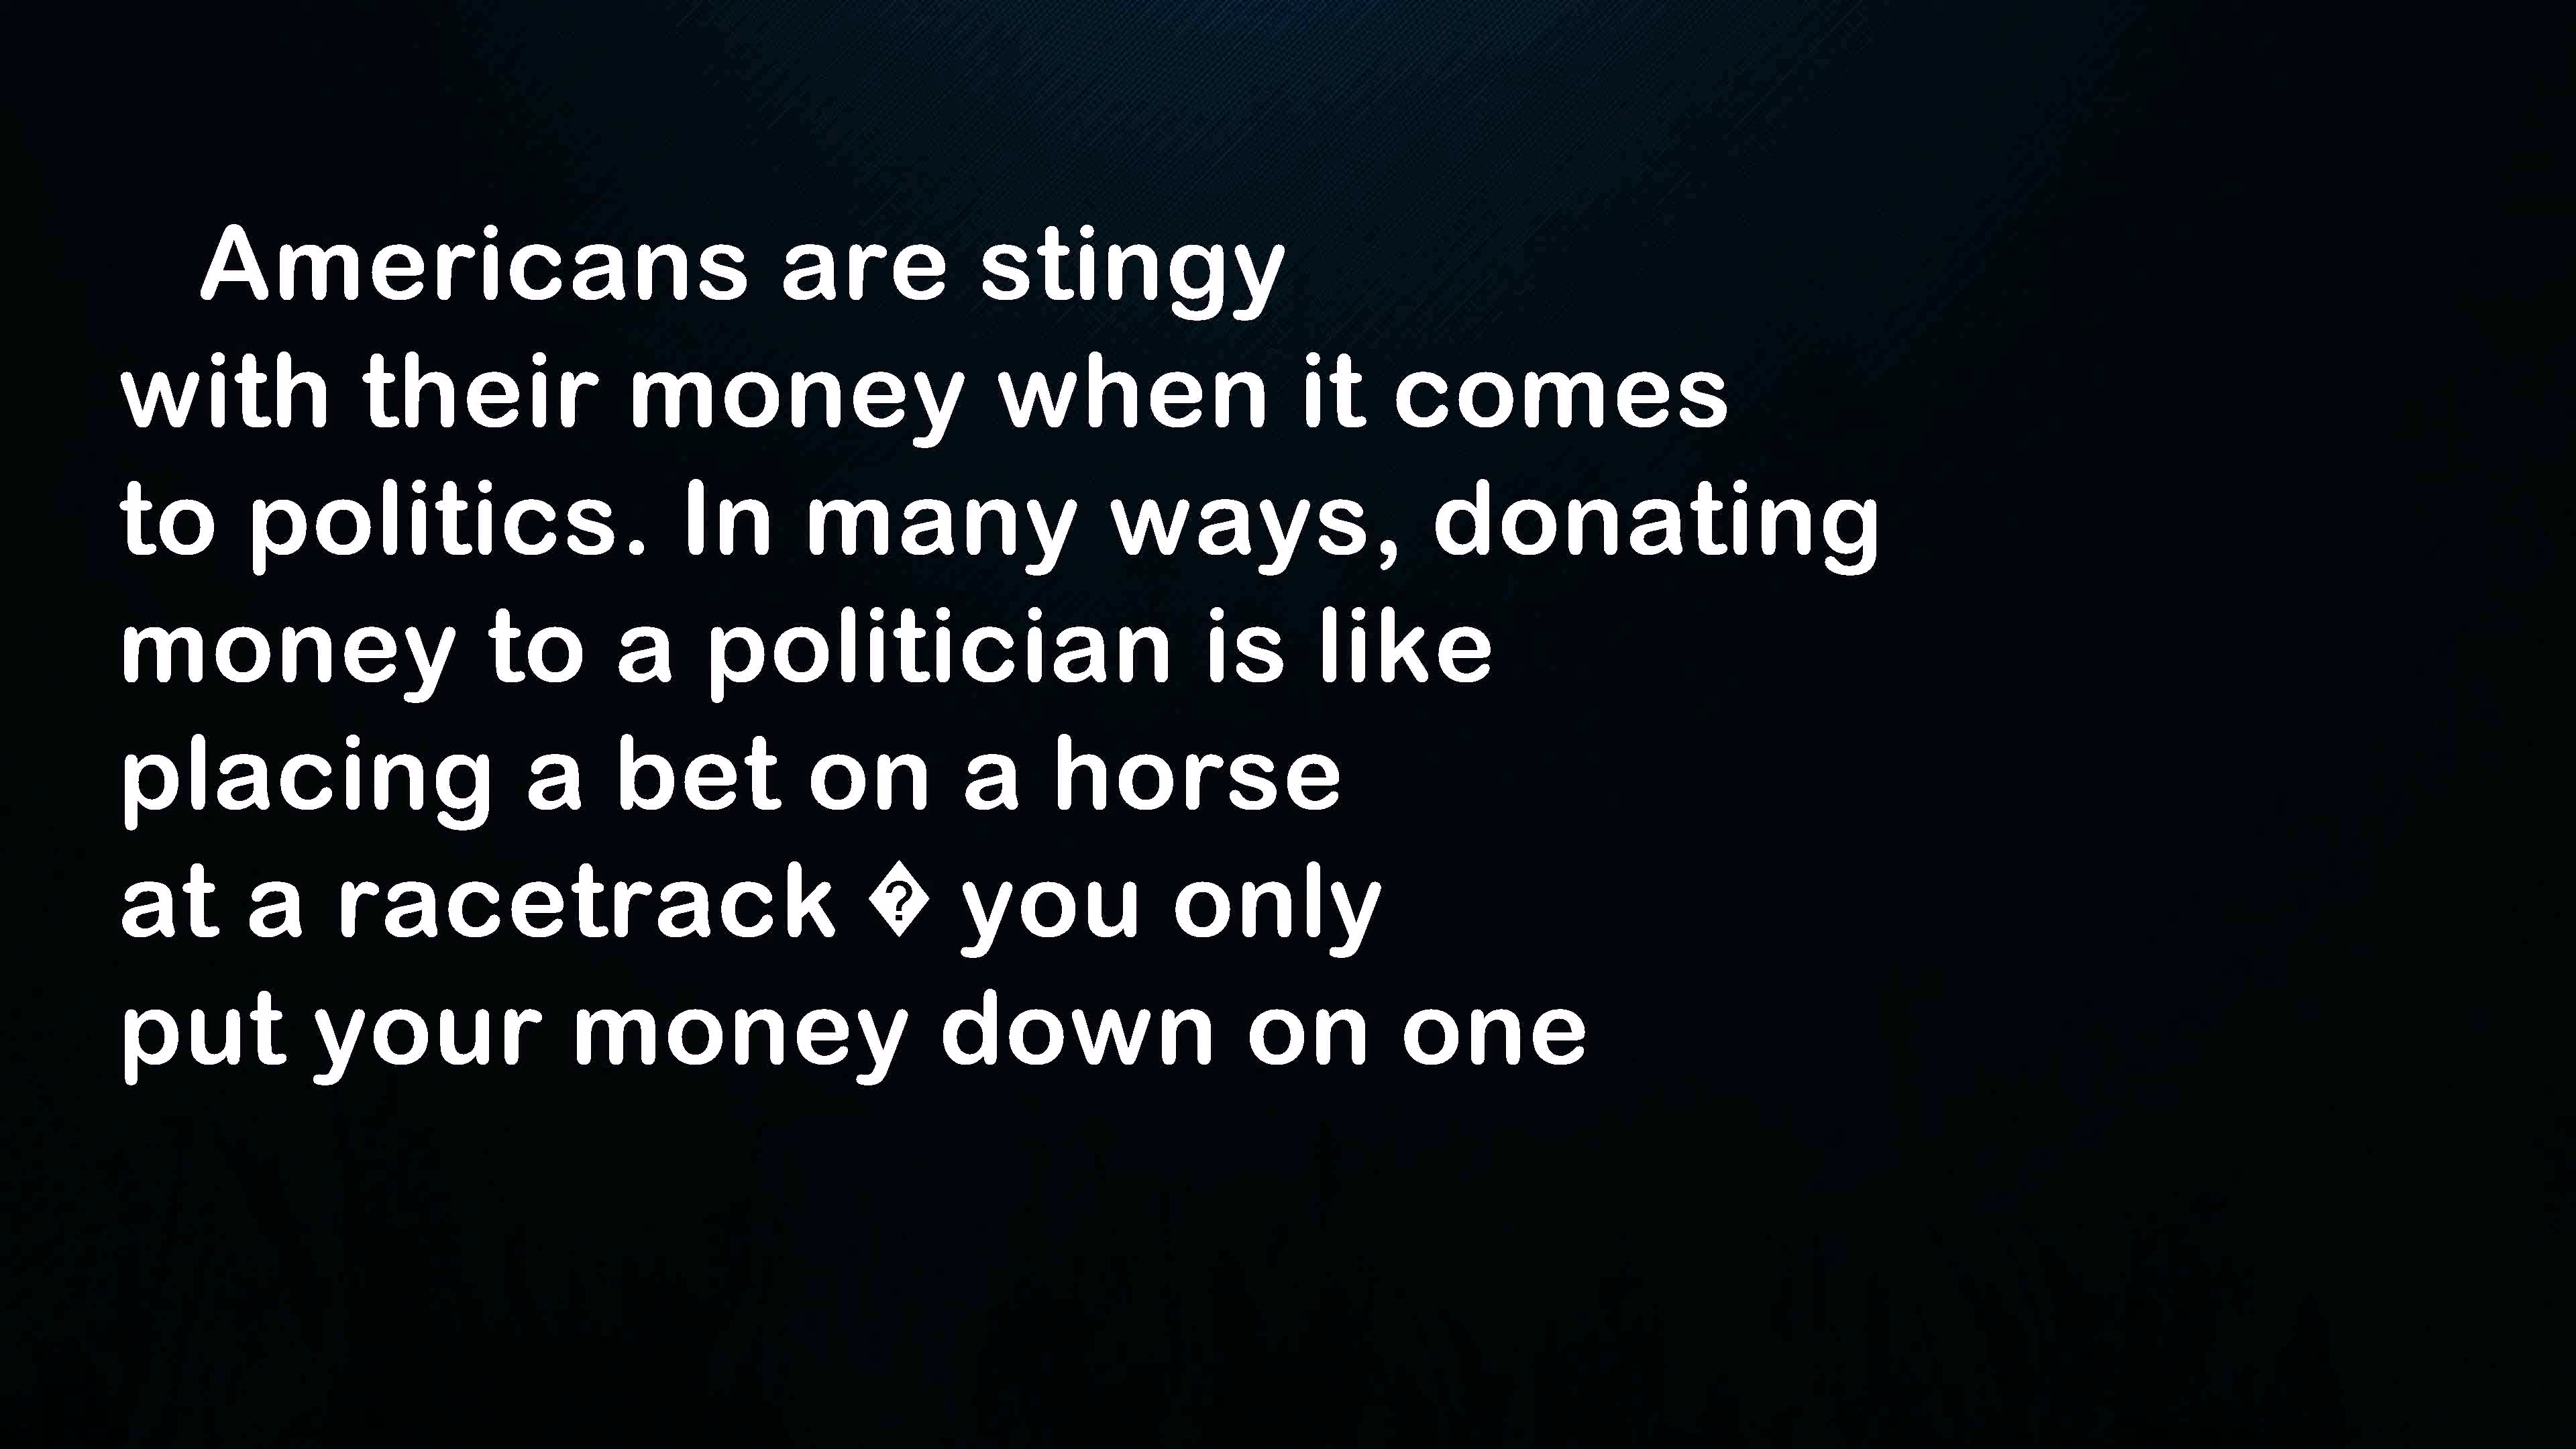 Americans are stingy
with their money when it comes
to politics. In many ways, donating
money to a politician is like
placing a bet on a horse
at a racetrack � you only
put your money down on one